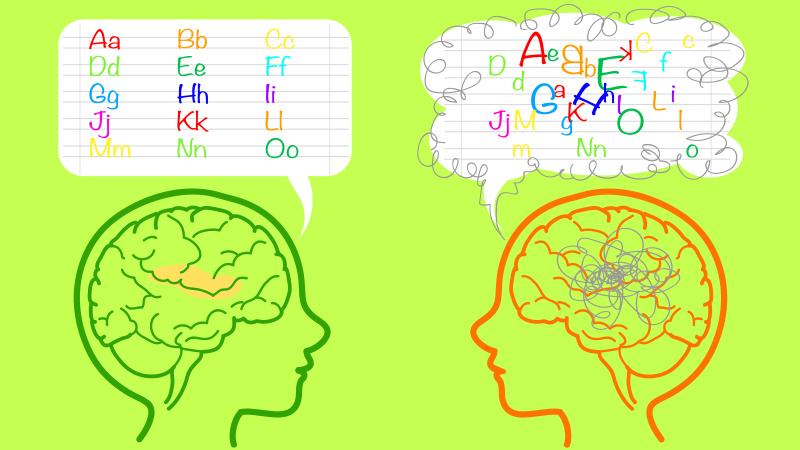 Aa Bb Cc
Dd Ee Ff
Gg Hh Ii
Jj Kk Ll
Mm Nn Oo
A e B b K C c
D d E F f
G a H h I i L
Jj M g K O l
m Nn o